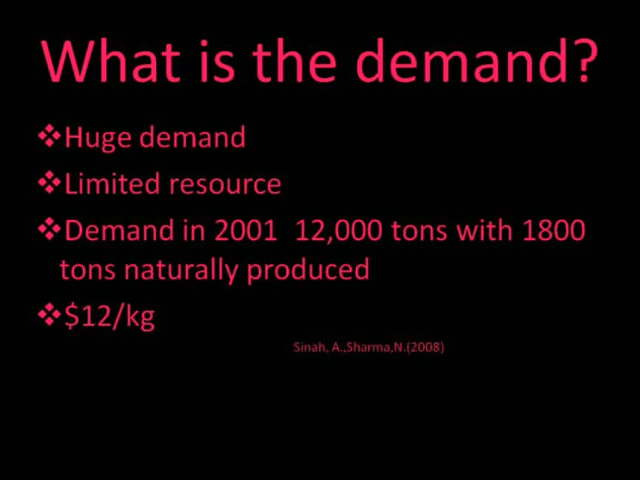 What is the demand?
❖Huge demand
❖Limited resource
❖Demand in 2001 12,000 tons with 1800
tons naturally produced
❖$12/kg
Sinah, A.,Sharma,N.(2008)